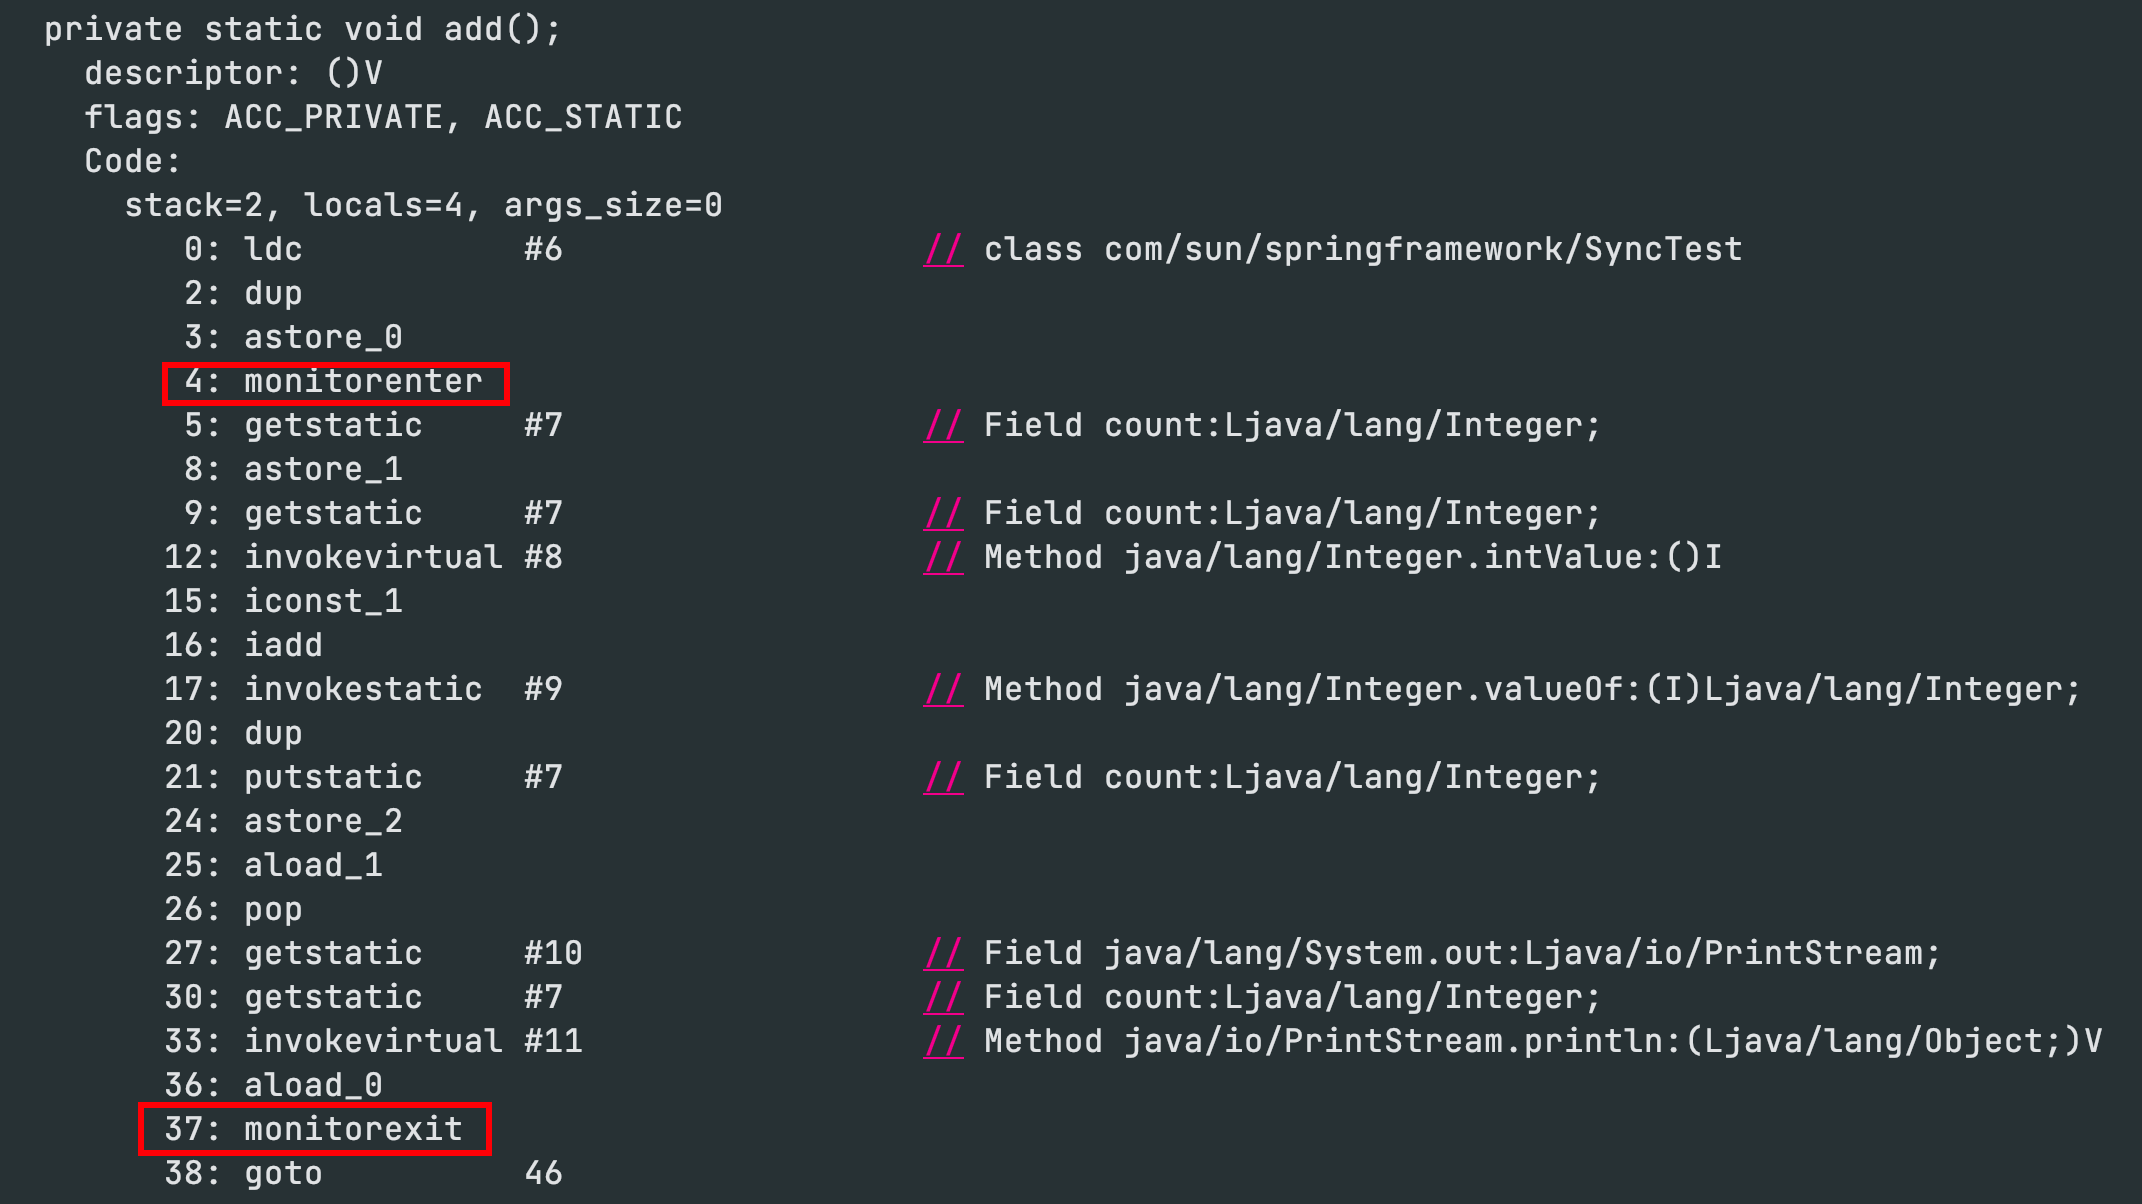 private static void add();
descriptor: ()V
flags: ACC_PRIVATE, ACC_STATIC
Code:
stack=2, locals=4, args_size=0
0: ldc #6 // class com/sun/springframework/SyncTest
2: dup
3: astore_0
4: monitorenter
5: getstatic #7 // Field count:Ljava/lang/Integer;
8: astore_1
9: getstatic #7 // Field count:Ljava/lang/Integer;
12: invokevirtual #8 // Method java/lang/Integer.intValue:()I
15: iconst_1
16: iadd
17: invokestatic #9 // Method java/lang/Integer.valueOf:(I)Ljava/lang/Integer;
20: dup
21: putstatic #7 // Field count:Ljava/lang/Integer;
24: astore_2
25: aload_1
26: pop
27: getstatic #10 // Field java/lang/System.out:Ljava/io/PrintStream;
30: getstatic #7 // Field count:Ljava/lang/Integer;
33: invokevirtual #11 // Method java/io/PrintStream.println:(Ljava/lang/Object;)V
36: aload_0
37: monitorexit
38: goto 46